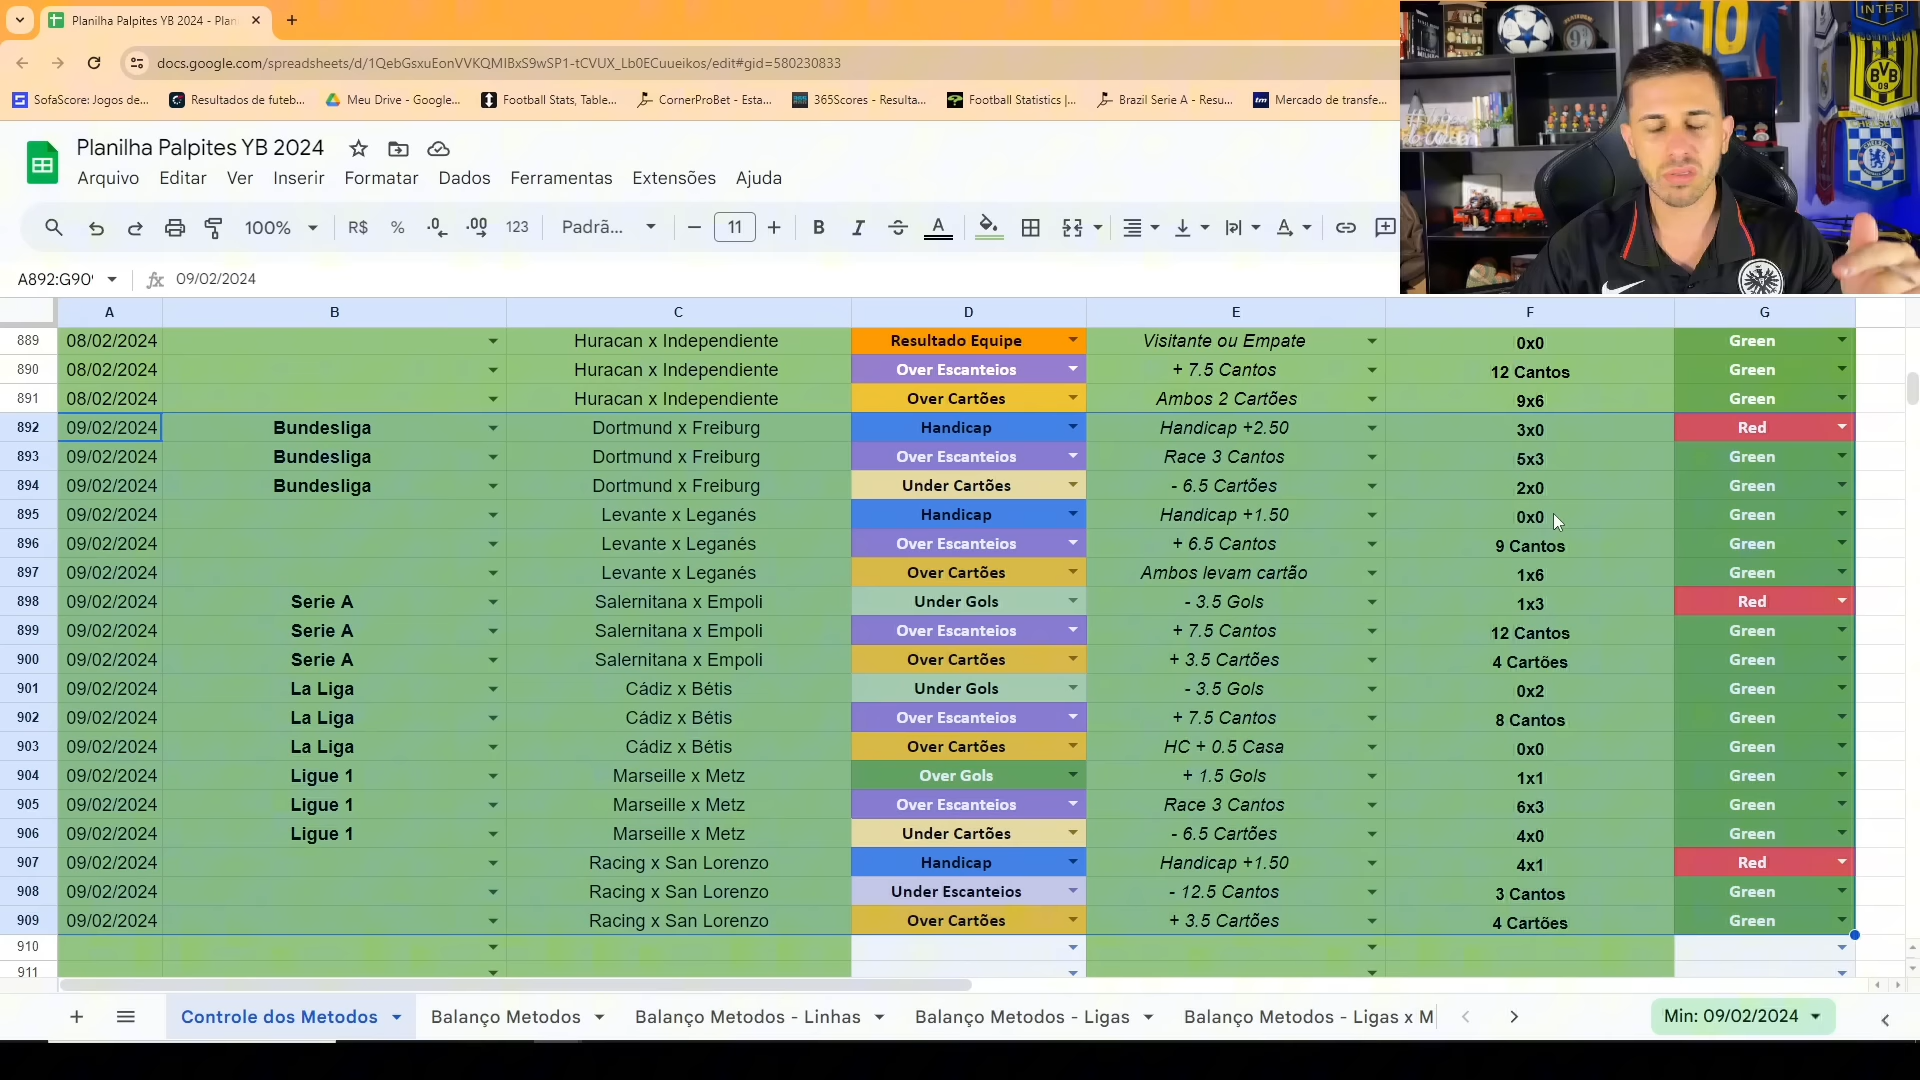 Planilha Palpites YB 2024 - Plan
docs.google.com/spreadsheets/d/1QebGsxuEonVVKQMIBxS9wSP1-tCVUX_Lb0ECuueikos/edit#gid=580230833
SofaScore: Jogos de... Resultados de futeb... Meu Drive - Google... Football Stats, Table... CornerProBet - Esta... 365Scores - Resulta... Football Statistics |... Brazil Serie A - Resu... tm Mercado de transfe...
Planilha Palpites YB 2024
Arquivo Editar Ver Inserir Formatar Dados Ferramentas Extensões Ajuda
100% R$ % .0 .00 123 Padrã... 11 B I S A A
A892:G90 fx 09/02/2024
A B C D E F G
889 08/02/2024 Huracan x Independiente Resultado Equipe Visitante ou Empate 0x0 Green
890 08/02/2024 Huracan x Independiente Over Escanteios + 7.5 Cantos 12 Cantos Green
891 08/02/2024 Huracan x Independiente Over Cartões Ambos 2 Cartões 9x6 Green
892 09/02/2024 Bundesliga Dortmund x Freiburg Handicap Handicap +2.50 3x0 Red
893 09/02/2024 Bundesliga Dortmund x Freiburg Over Escanteios Race 3 Cantos 5x3 Green
894 09/02/2024 Bundesliga Dortmund x Freiburg Under Cartões - 6.5 Cartões 2x0 Green
895 09/02/2024 Levante x Leganés Handicap Handicap +1.50 0x0 Green
896 09/02/2024 Levante x Leganés Over Escanteios + 6.5 Cantos 9 Cantos Green
897 09/02/2024 Levante x Leganés Over Cartões Ambos levam cartão 1x6 Green
898 09/02/2024 Serie A Salernitana x Empoli Under Gols - 3.5 Gols 1x3 Red
899 09/02/2024 Serie A Salernitana x Empoli Over Escanteios + 7.5 Cantos 12 Cantos Green
900 09/02/2024 Serie A Salernitana x Empoli Over Cartões + 3.5 Cartões 4 Cartões Green
901 09/02/2024 La Liga Cádiz x Bétis Under Gols - 3.5 Gols 0x2 Green
902 09/02/2024 La Liga Cádiz x Bétis Over Escanteios + 7.5 Cantos 8 Cantos Green
903 09/02/2024 La Liga Cádiz x Bétis Over Cartões HC + 0.5 Casa 0x0 Green
904 09/02/2024 Ligue 1 Marseille x Metz Over Gols + 1.5 Gols 1x1 Green
905 09/02/2024 Ligue 1 Marseille x Metz Over Escanteios Race 3 Cantos 6x3 Green
906 09/02/2024 Ligue 1 Marseille x Metz Under Cartões - 6.5 Cartões 4x0 Green
907 09/02/2024 Racing x San Lorenzo Handicap Handicap +1.50 4x1 Red
908 09/02/2024 Racing x San Lorenzo Under Escanteios - 12.5 Cantos 3 Cantos Green
909 09/02/2024 Racing x San Lorenzo Over Cartões + 3.5 Cartões 4 Cartões Green
910
911
Controle dos Metodos Balanço Metodos Balanço Metodos - Linhas Balanço Metodos - Ligas Balanço Metodos - Ligas x M Min: 09/02/2024
10
INTER
BVB
09
CHELSEA